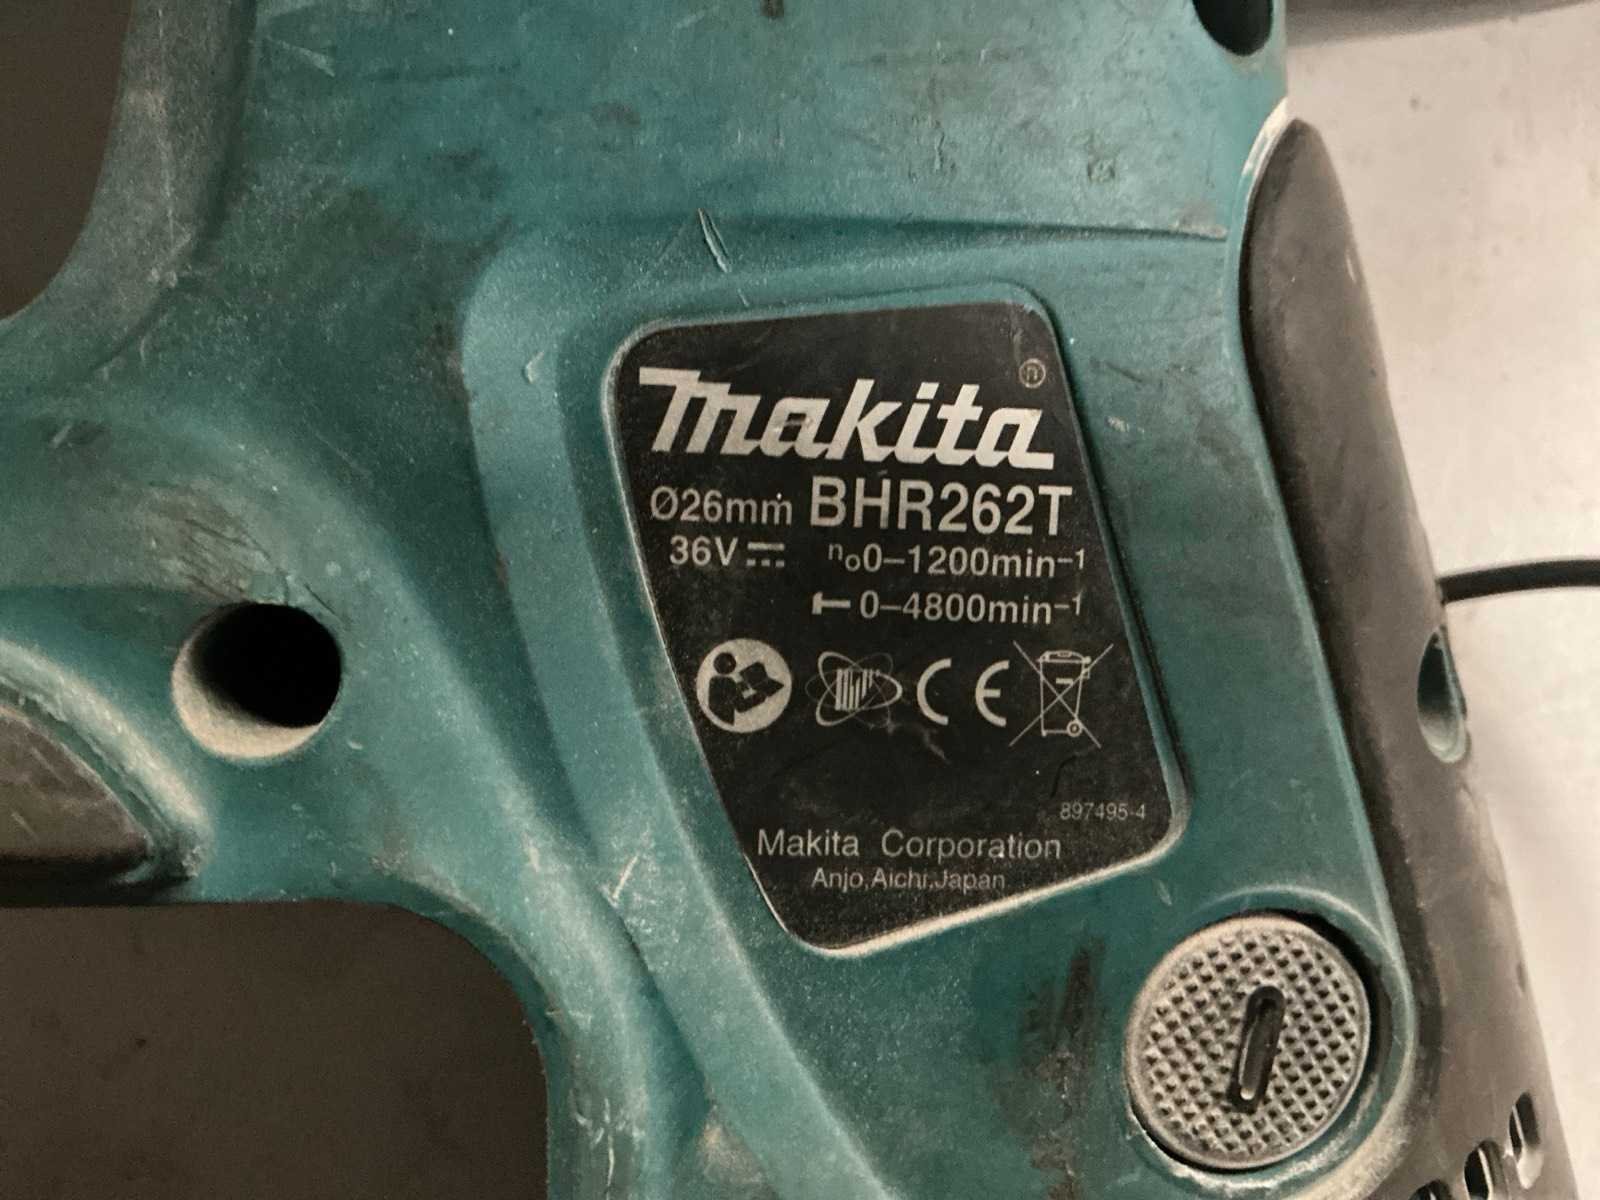 makita®
Ø26mm BHR262T
36V n₀0–1200min⁻¹
0–4800min⁻¹
CE
897495-4
Makita Corporation
Anjo,Aichi,Japan